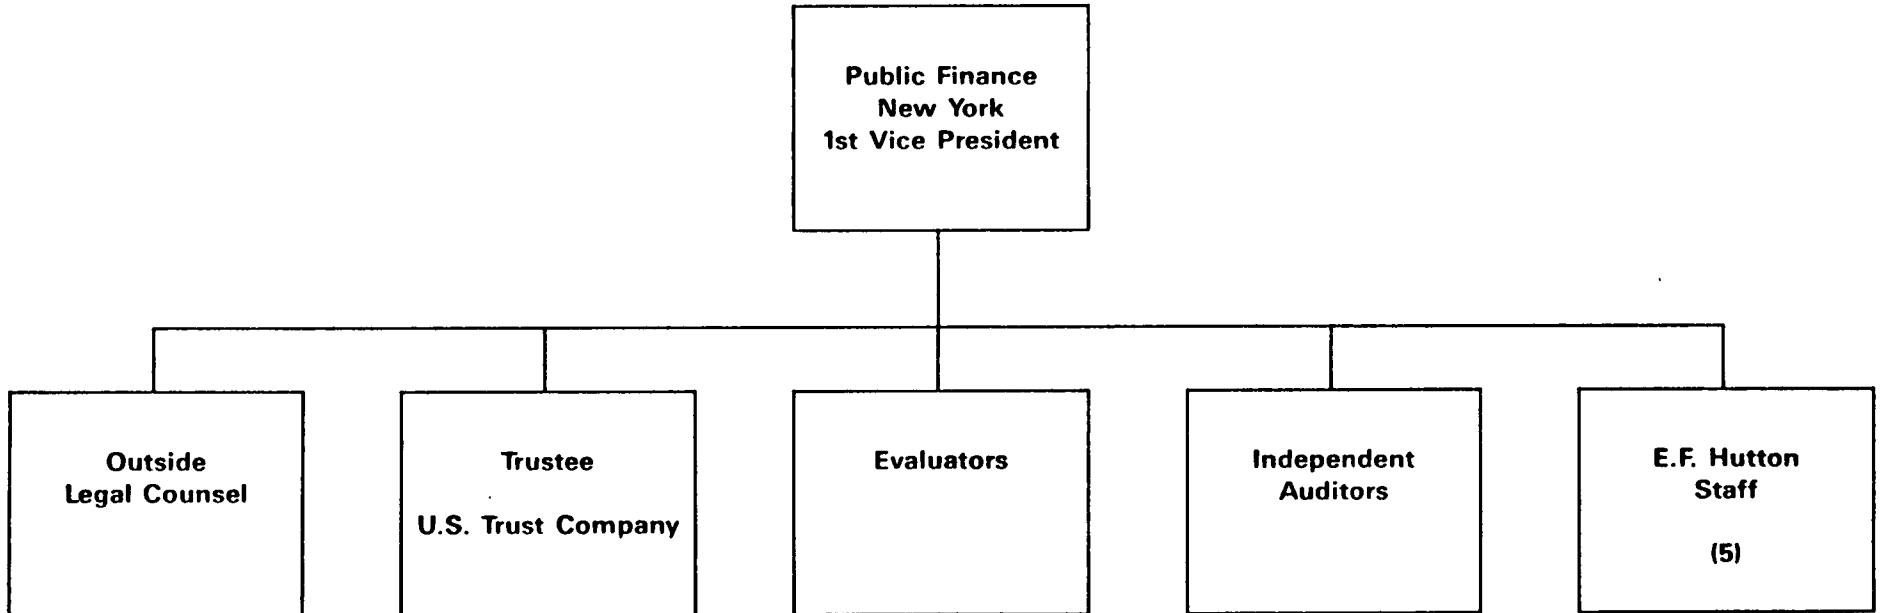 Public Finance
New York
1st Vice President
Outside
Legal Counsel
Trustee
U.S. Trust Company
Evaluators
Independent
Auditors
E.F. Hutton
Staff
(5)